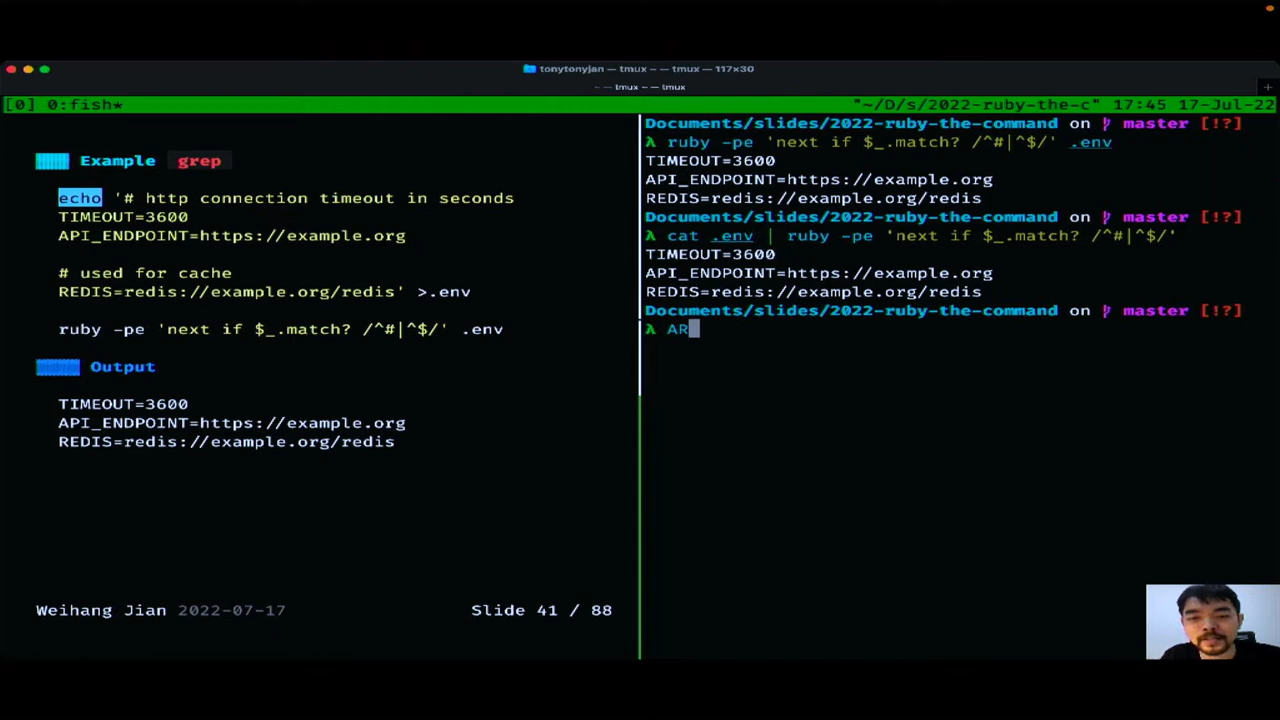 tonytonyjan — tmux – — tmux — 117×30
~ — tmux ~ — tmux
[0] 0:fish* "~/D/s/2022-ruby-the-c" 17:45 17-Jul-22
Example grep
echo '# http connection timeout in seconds
TIMEOUT=3600
API_ENDPOINT=https://example.org
# used for cache
REDIS=redis://example.org/redis' >.env
ruby -pe 'next if $_.match? /^#|^$/' .env
Output
TIMEOUT=3600
API_ENDPOINT=https://example.org
REDIS=redis://example.org/redis
Weihang Jian 2022-07-17 Slide 41 / 88
Documents/slides/2022-ruby-the-command on master [!?]
λ ruby -pe 'next if $_.match? /^#|^$/' .env
TIMEOUT=3600
API_ENDPOINT=https://example.org
REDIS=redis://example.org/redis
Documents/slides/2022-ruby-the-command on master [!?]
λ cat .env | ruby -pe 'next if $_.match? /^#|^$/'
TIMEOUT=3600
API_ENDPOINT=https://example.org
REDIS=redis://example.org/redis
Documents/slides/2022-ruby-the-command on master [!?]
λ AR